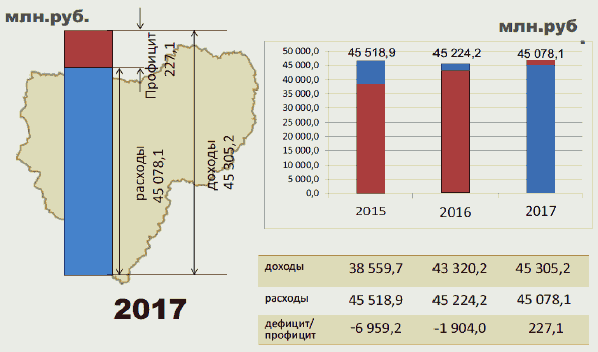 млн.руб.
Профицит
227,1
расходы
45 078,1
доходы
45 305,2
2017
млн.руб.
50 000,0
45 000,0
40 000,0
35 000,0
30 000,0
25 000,0
20 000,0
15 000,0
10 000,0
5 000,0
0,0
45 518,9 45 224,2 45 078,1
2015 2016 2017
доходы 38 559,7 43 320,2 45 305,2
расходы 45 518,9 45 224,2 45 078,1
дефицит/
профицит -6 959,2 -1 904,0 227,1